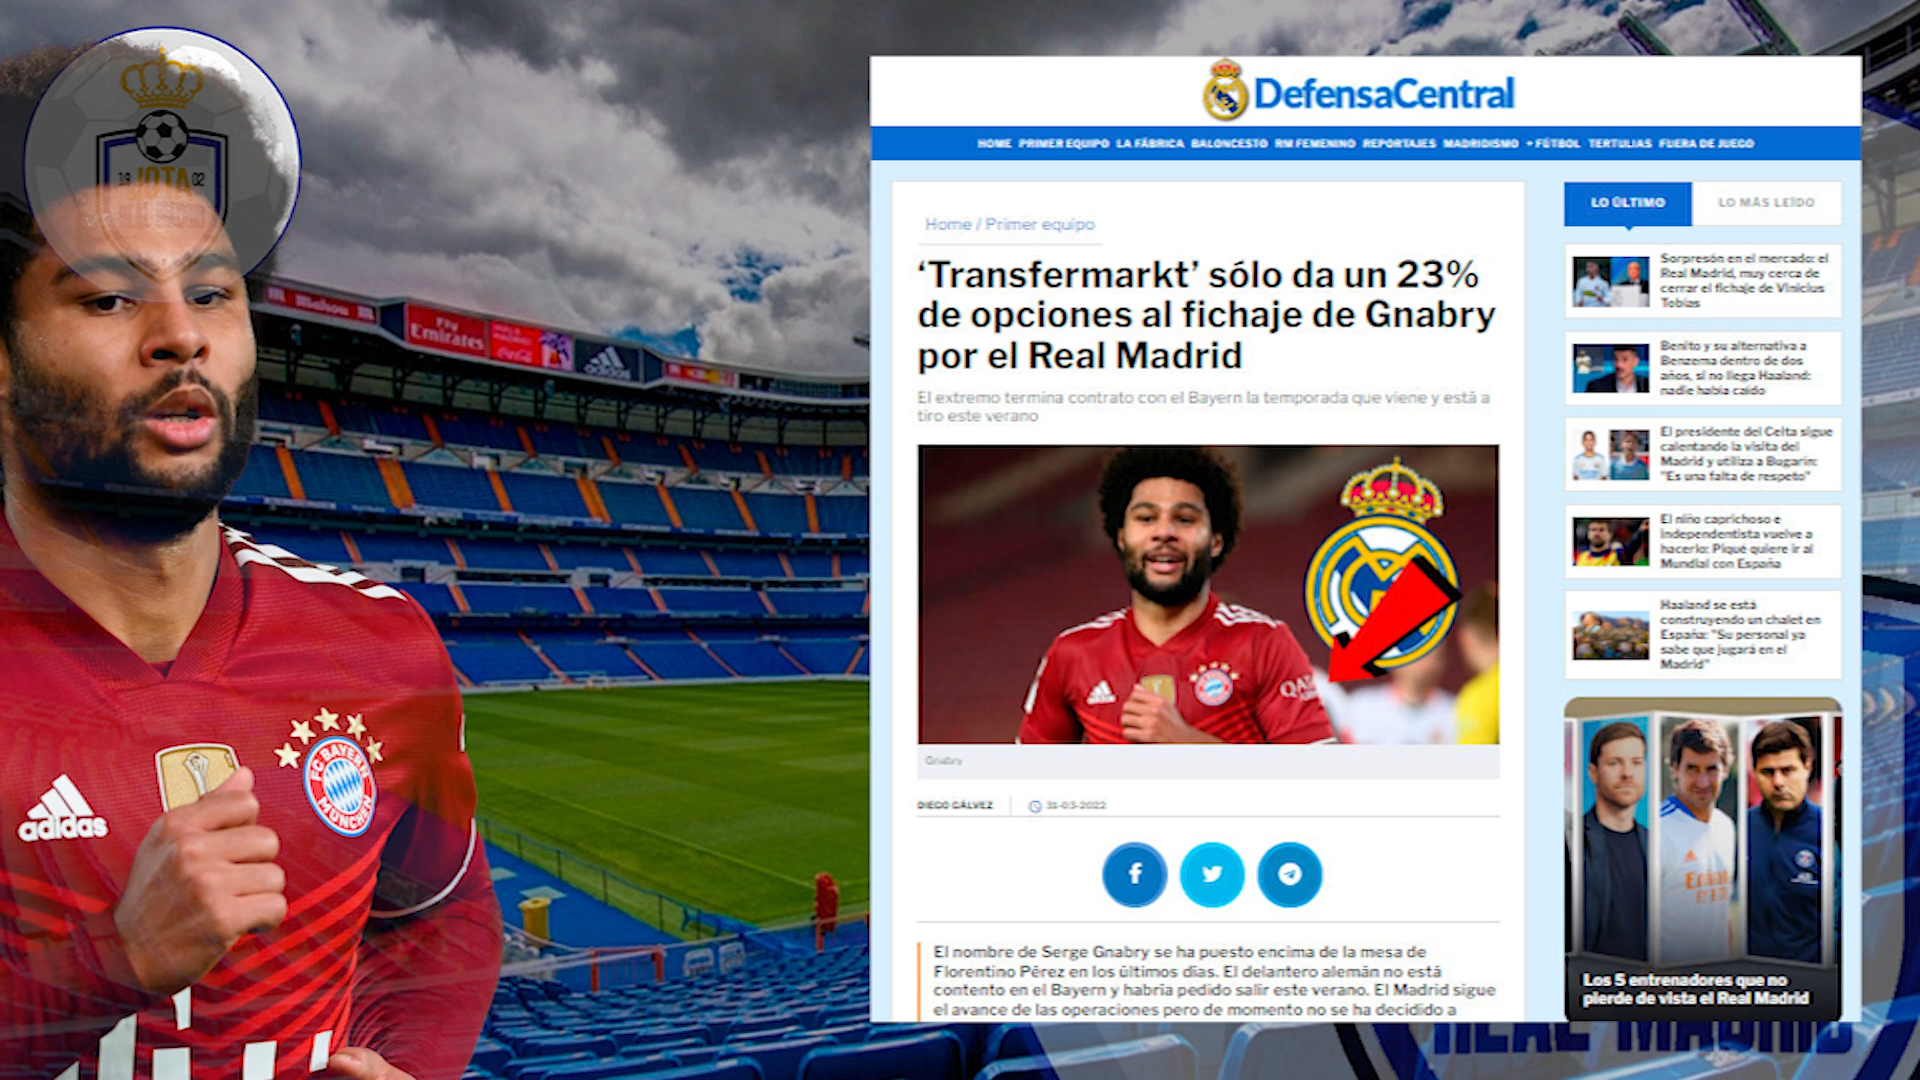 19 JOTA 02
Fly
Emirates
adidas
FC BAYERN
MÜNCHEN
DefensaCentral
HOME PRIMER EQUIPO LA FÁBRICA BALONCESTO RM FEMENINO REPORTAJES MADRIDISMO + FÚTBOL TERTULIAS FUERA DE JUEGO
Home / Primer equipo
‘Transfermarkt’ sólo da un 23%
de opciones al fichaje de Gnabry
por el Real Madrid
El extremo termina contrato con el Bayern la temporada que viene y está a
tiro este verano
Gnabry
DIEGO GÁLVEZ 31-03-2022
El nombre de Serge Gnabry se ha puesto encima de la mesa de
Florentino Pérez en los últimos días. El delantero alemán no está
contento en el Bayern y habría pedido salir este verano. El Madrid sigue
el avance de las operaciones pero de momento no se ha decidido a
LO ÚLTIMO
LO MÁS LEÍDO
Sorpresón en el mercado: el
Real Madrid, muy cerca de
cerrar el fichaje de Vinicius
Tobias
Benito y su alternativa a
Benzema dentro de dos
años, si no llega Haaland:
nadie había caído
El presidente del Celta sigue
calentando la visita del
Madrid y utiliza a Bugarín:
"Es una falta de respeto"
El niño caprichoso e
independentista vuelve a
hacerlo: Piqué quiere ir al
Mundial con España
Haaland se está
construyendo un chalet en
España: "Su personal ya
sabe que jugará en el
Madrid"
Los 5 entrenadores que no
pierde de vista el Real Madrid
REAL MADRID